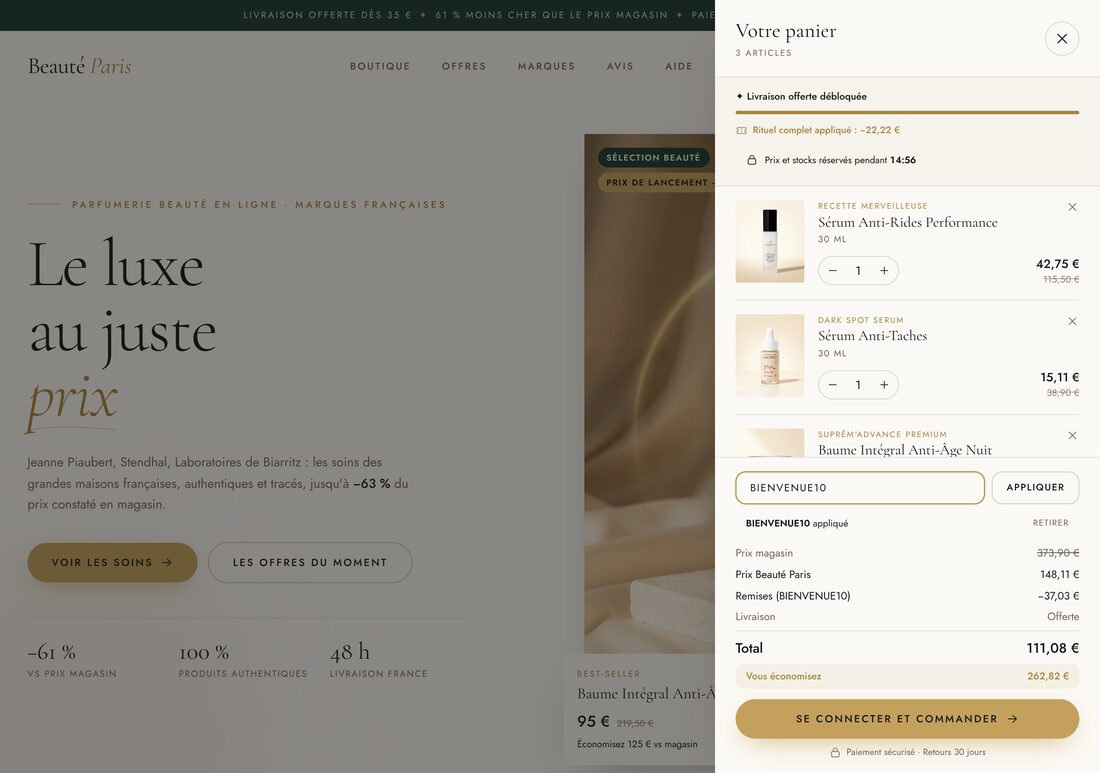 LIVRAISON OFFERTE DÈS 35 € ✦ 61 % MOINS CHER QUE LE PRIX MAGASIN ✦
Beauté Paris
BOUTIQUE OFFRES MARQUES AVIS AIDE
PARFUMERIE BEAUTÉ EN LIGNE · MARQUES FRANÇAISES
Le luxe
au juste
prix
Jeanne Piaubert, Stendhal, Laboratoires de Biarritz : les soins des
grandes maisons françaises, authentiques et tracés, jusqu'à −63 % du
prix constaté en magasin.
VOIR LES SOINS →
LES OFFRES DU MOMENT
−61 % 100 % 48 h
VS PRIX MAGASIN PRODUITS AUTHENTIQUES LIVRAISON FRANCE
SÉLECTION BEAUTÉ
PRIX DE LANCEMENT
BEST-SELLER
Baume Intégral Anti-Â
95 € 219,50 €
Économisez 125 € vs magasin
Votre panier
3 ARTICLES
✦ Livraison offerte débloquée
Rituel complet appliqué : −22,22 €
Prix et stocks réservés pendant 14:56
RECETTE MERVEILLEUSE
Sérum Anti-Rides Performance
30 ML
− 1 +
42,75 €
115,50 €
DARK SPOT SERUM
Sérum Anti-Taches
30 ML
− 1 +
15,11 €
38,90 €
SUPRÊM'ADVANCE PREMIUM
Baume Intégral Anti-Âge Nuit
BIENVENUE10 APPLIQUER
BIENVENUE10 appliqué RETIRER
Prix magasin 373,90 €
Prix Beauté Paris 148,11 €
Remises (BIENVENUE10) −37,03 €
Livraison Offerte
Total 111,08 €
Vous économisez 262,82 €
SE CONNECTER ET COMMANDER →
Paiement sécurisé · Retours 30 jours